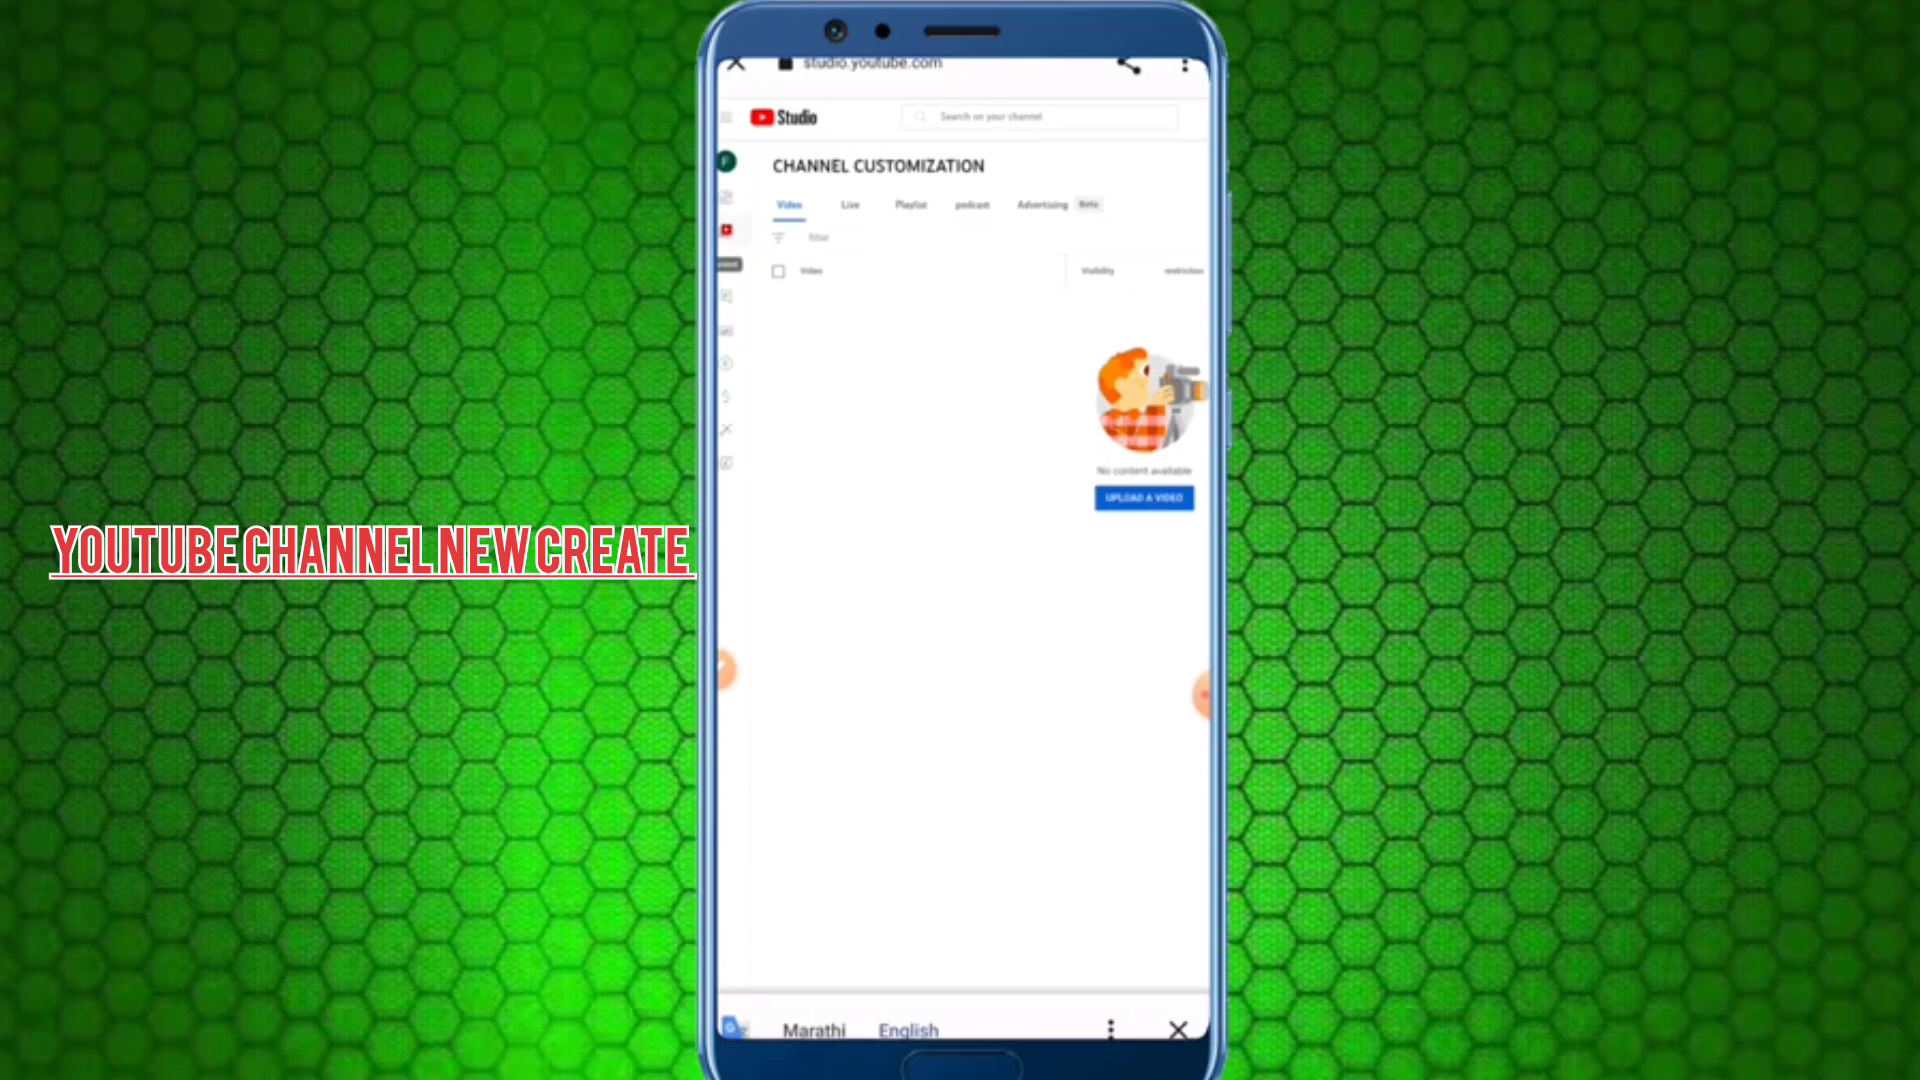 studio.youtube.com
Studio
Search on your channel
CHANNEL CUSTOMIZATION
Video Live Playlist podcast Advertising Beta
filter
Video Visibility restriction
No content available
UPLOAD A VIDEO
YOUTUBE CHANNEL NEW CREATE
Marathi English